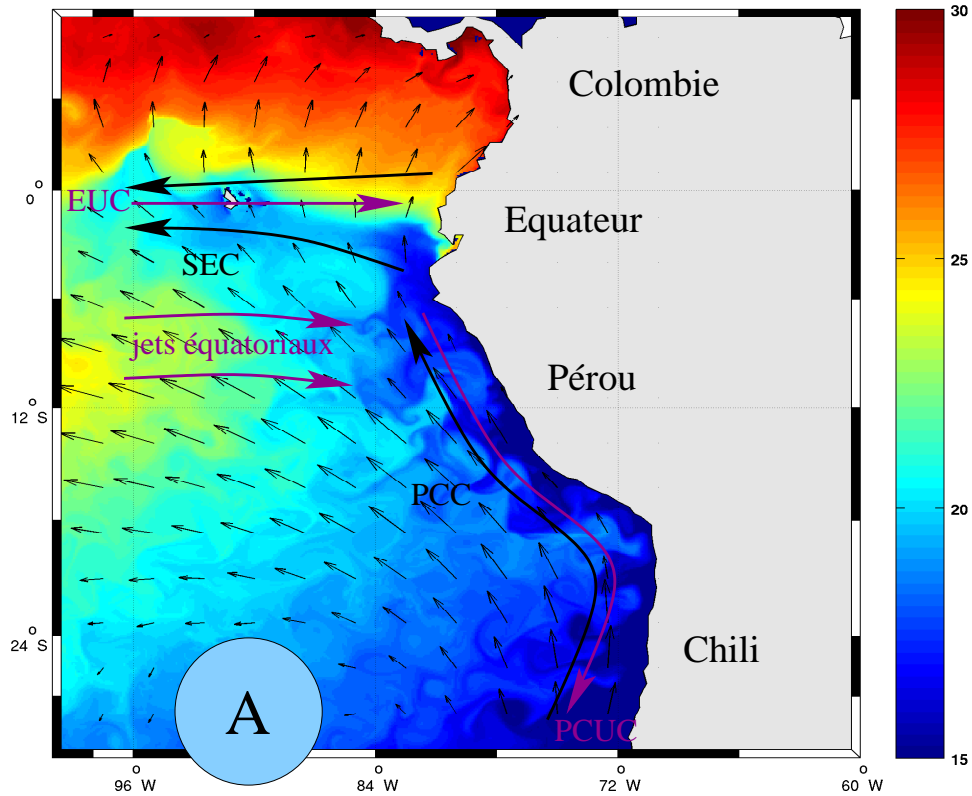 30
Colombie
0°
EUC
Equateur
SEC
25
jets équatoriaux
Pérou
12° S
PCC
20
24° S
Chili
A
PCUC
15
96° W
84° W
72° W
60° W